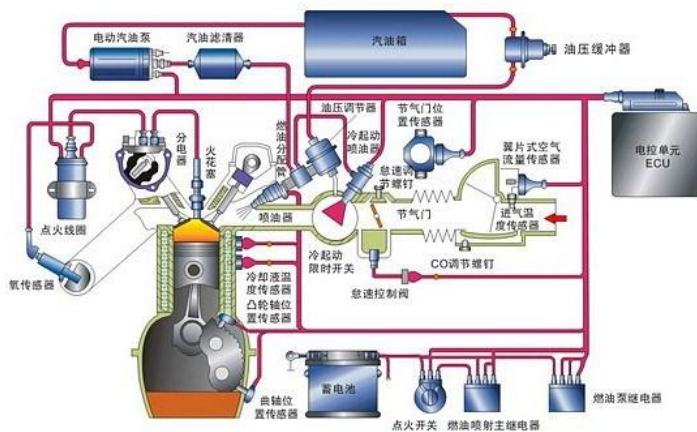 电动汽油泵
汽油滤清器
汽油箱
油压缓冲器
分电器
火花塞
燃油分配管
油压调节器
冷起动
喷油器
节气门位
置传感器
翼片式空气
流量传感器
电控单元
ECU
点火线圈
喷油器
怠速调
节螺钉
节气门
进气温
度传感器
氧传感器
冷却液温
度传感器
凸轮轴位
置传感器
冷起动
限时开关
CO调节螺钉
怠速控制阀
曲轴位
置传感器
蓄电池
点火开关
燃油喷射主继电器
燃油泵继电器